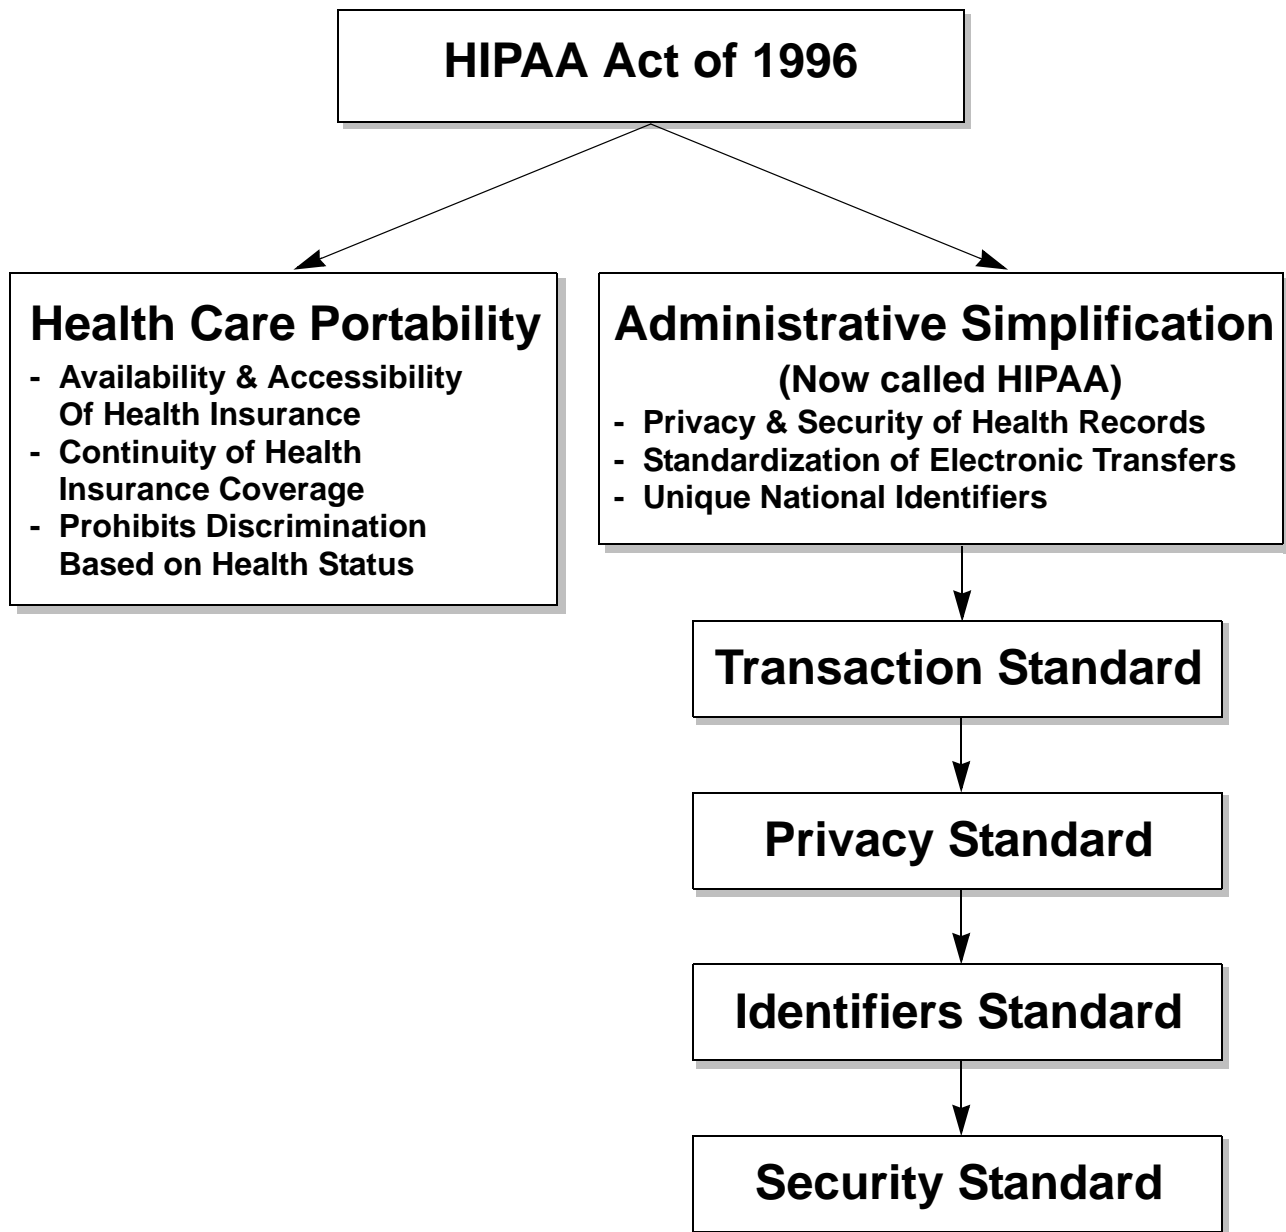 HIPAA Act of 1996
Health Care Portability
- Availability & Accessibility
Of Health Insurance
- Continuity of Health
Insurance Coverage
- Prohibits Discrimination
Based on Health Status
Administrative Simplification
(Now called HIPAA)
- Privacy & Security of Health Records
- Standardization of Electronic Transfers
- Unique National Identifiers
Transaction Standard
Privacy Standard
Identifiers Standard
Security Standard